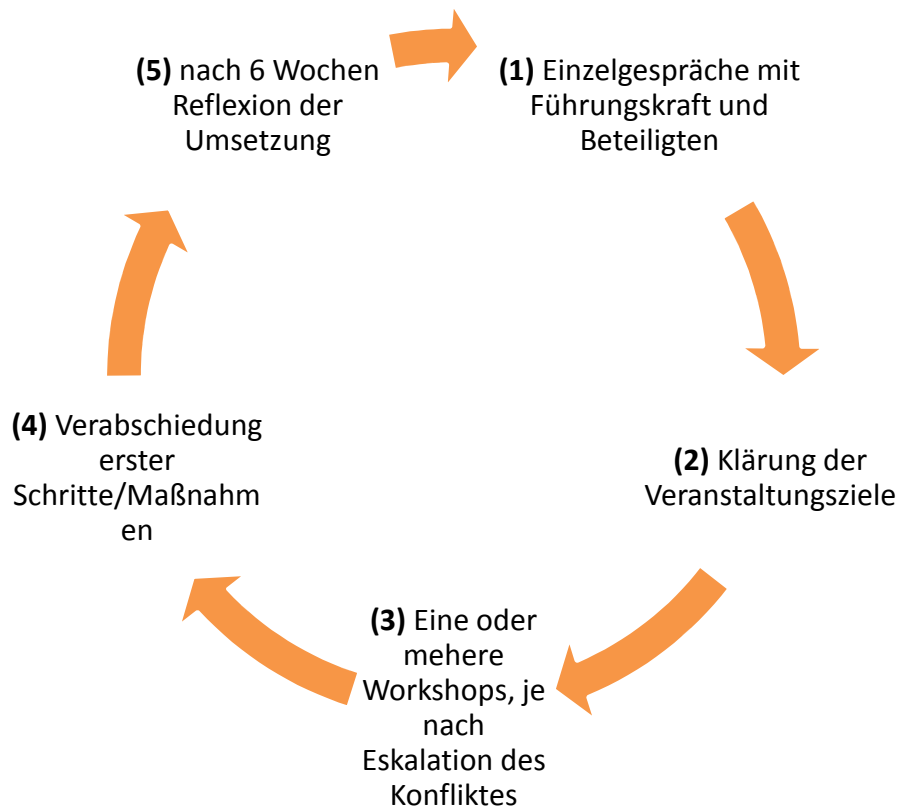 (1) Einzelgespräche mit
Führungskraft und
Beteiligten
(2) Klärung der
Veranstaltungsziele
(3) Eine oder
mehere
Workshops, je
nach
Eskalation des
Konfliktes
(4) Verabschiedung
erster
Schritte/Maßnahm
en
(5) nach 6 Wochen
Reflexion der
Umsetzung